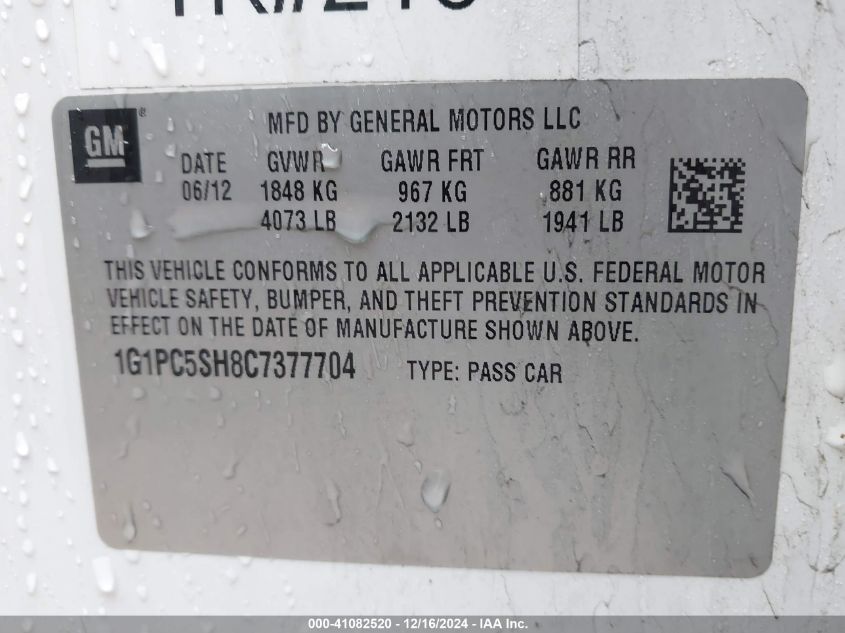 GM ®
MFD BY GENERAL MOTORS LLC
DATE GVWR GAWR FRT GAWR RR
06/12 1848 KG 967 KG 881 KG
4073 LB 2132 LB 1941 LB
THIS VEHICLE CONFORMS TO ALL APPLICABLE U.S. FEDERAL MOTOR
VEHICLE SAFETY, BUMPER, AND THEFT PREVENTION STANDARDS IN
EFFECT ON THE DATE OF MANUFACTURE SHOWN ABOVE.
1G1PC5SH8C7377704 TYPE: PASS CAR
000-41082520 - 12/16/2024 - IAA Inc.